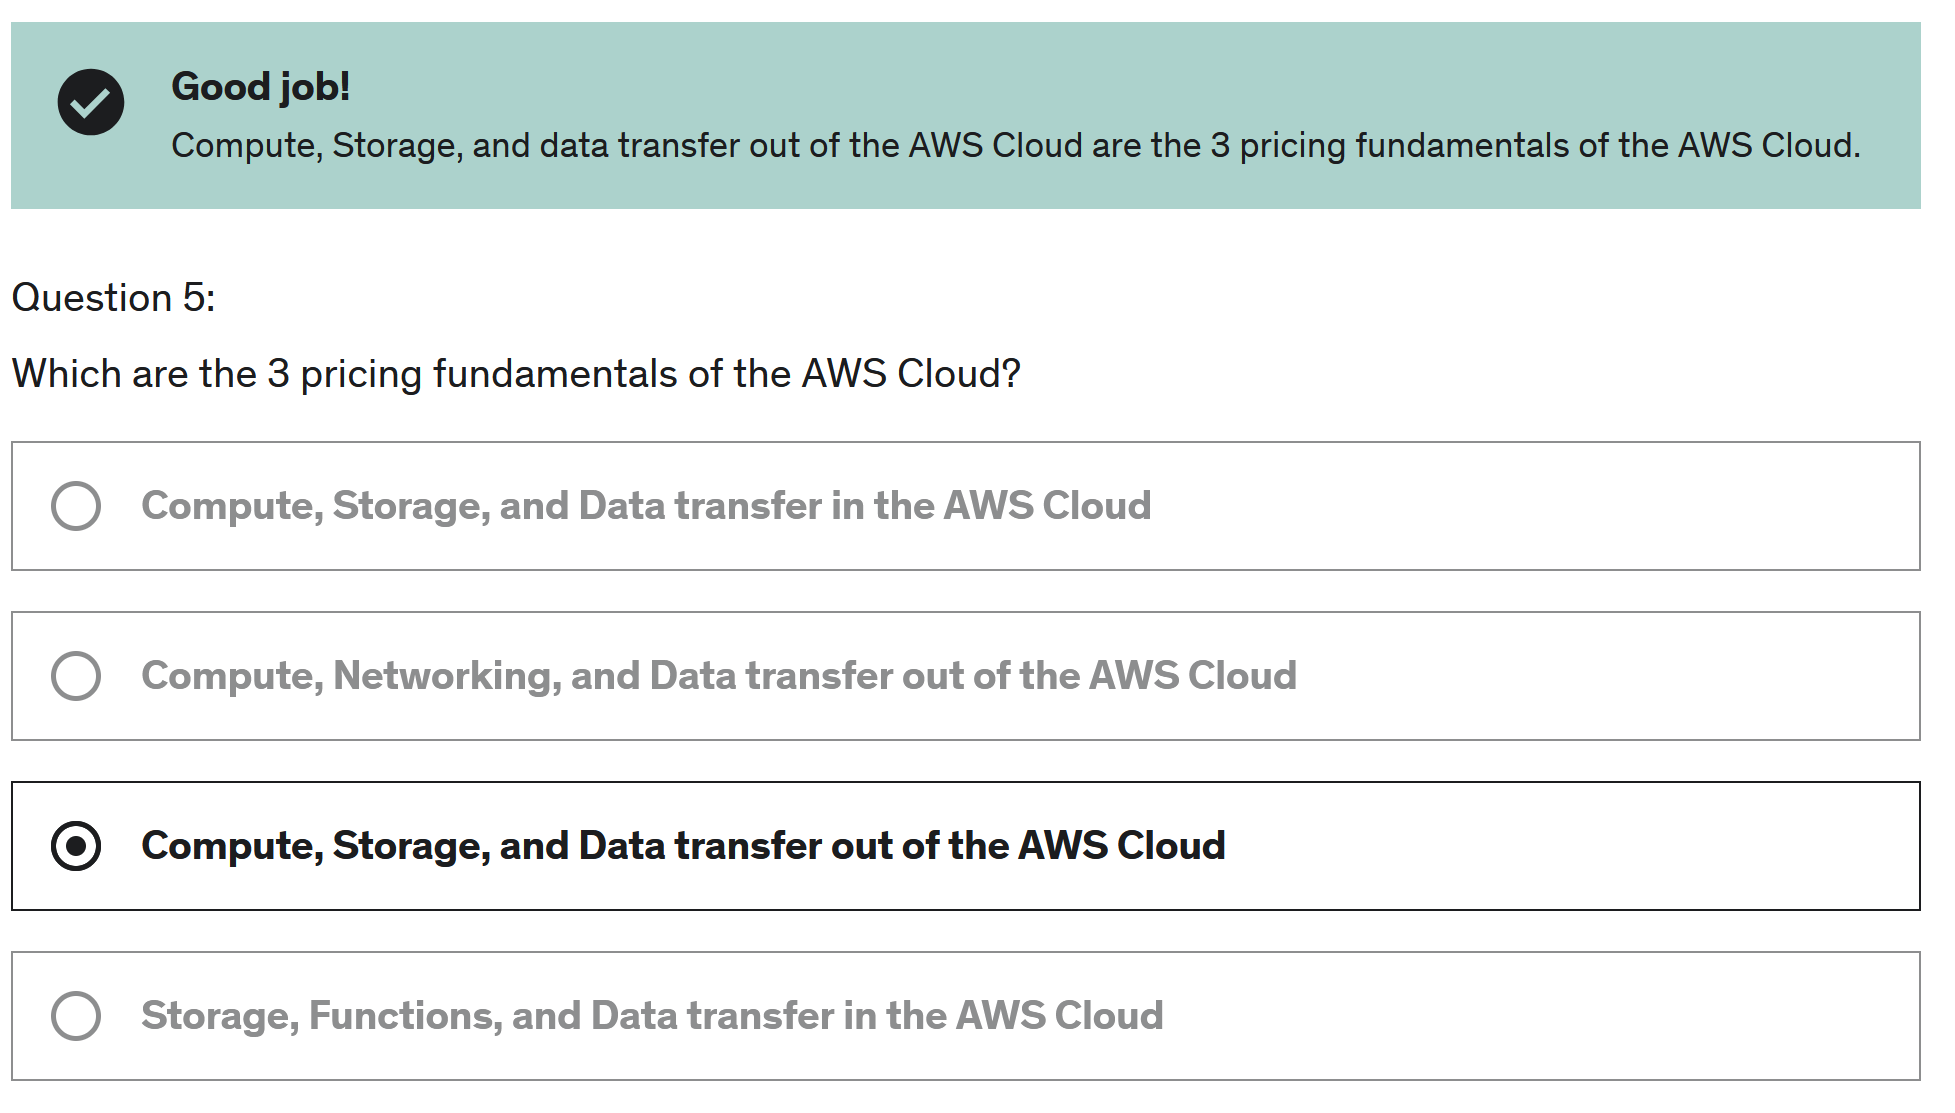 Good job!
Compute, Storage, and data transfer out of the AWS Cloud are the 3 pricing fundamentals of the AWS Cloud.
Question 5:
Which are the 3 pricing fundamentals of the AWS Cloud?
Compute, Storage, and Data transfer in the AWS Cloud
Compute, Networking, and Data transfer out of the AWS Cloud
Compute, Storage, and Data transfer out of the AWS Cloud
Storage, Functions, and Data transfer in the AWS Cloud